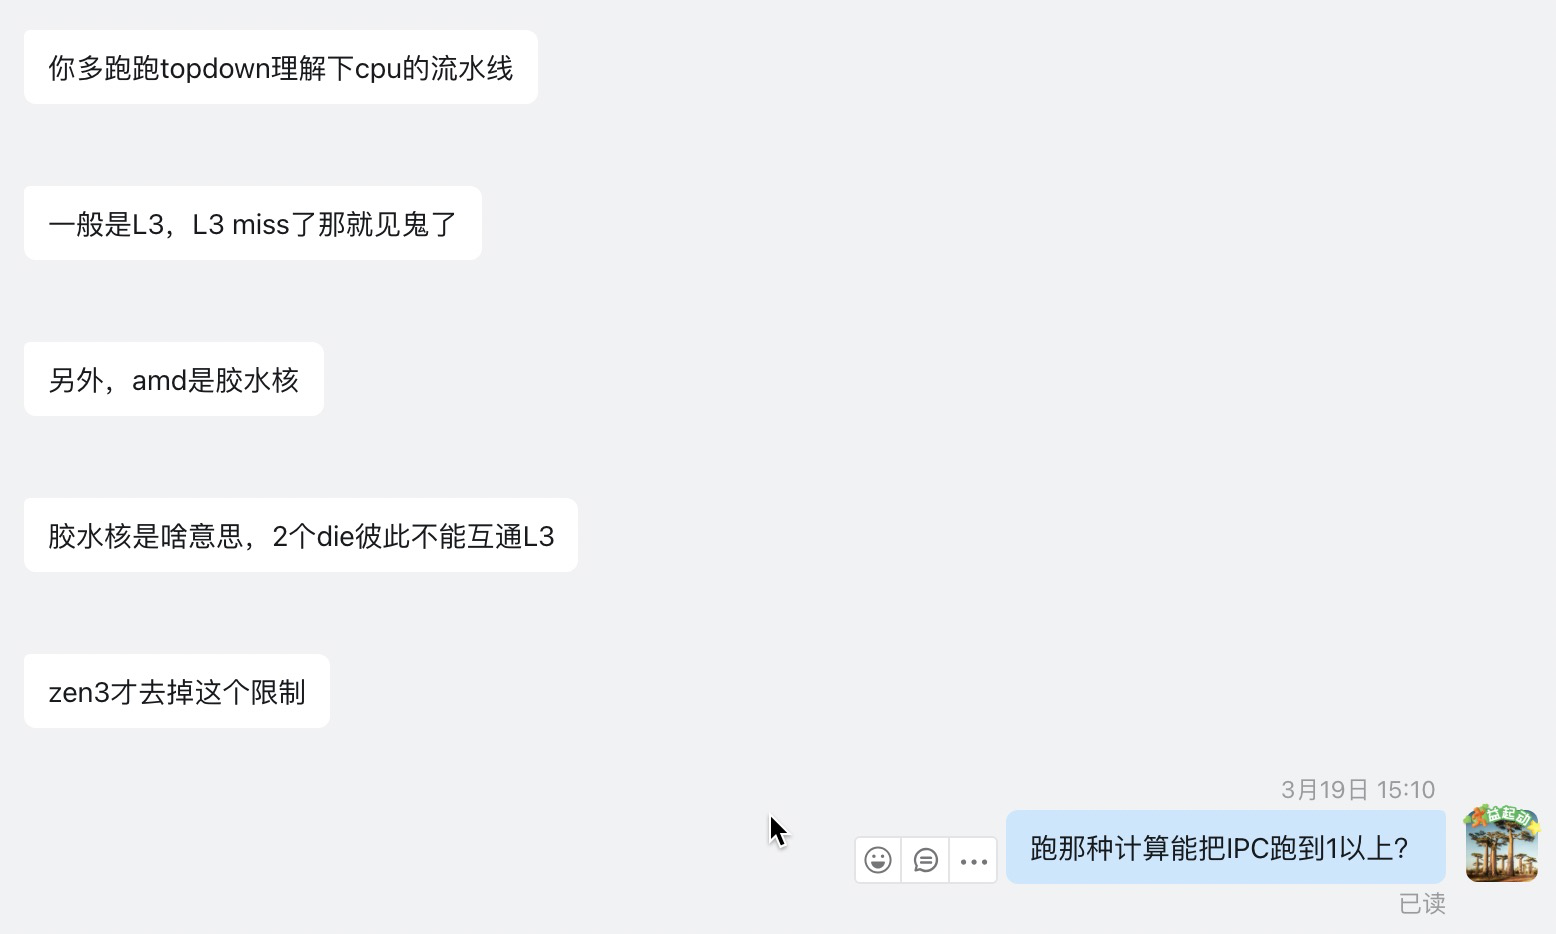 你多跑跑topdown理解下cpu的流水线
一般是L3，L3 miss了那就见鬼了
另外，amd是胶水核
胶水核是啥意思，2个die彼此不能互通L3
zen3才去掉这个限制
3月19日 15:10
跑那种计算能把IPC跑到1以上?
已读
益起动